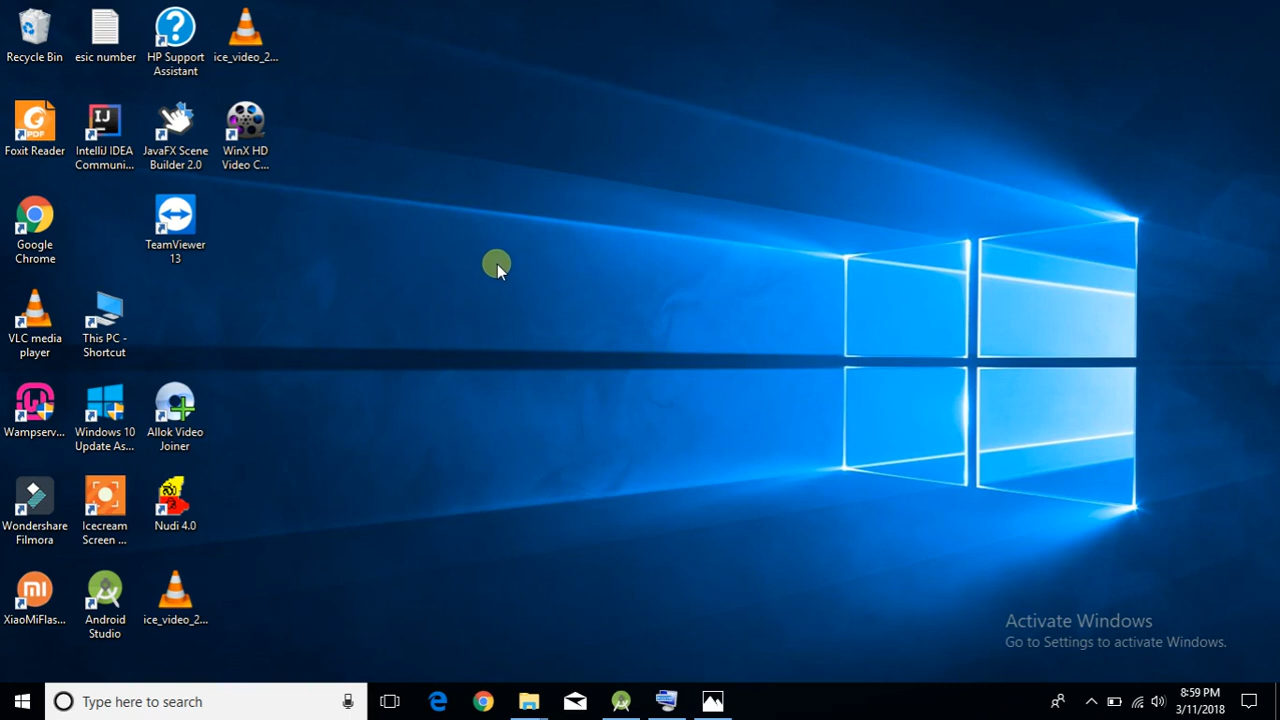 Recycle Bin
esic number
HP Support
Assistant
ice_video_2...
PDF
Foxit Reader
IJ
IntelliJ IDEA
Communi...
JavaFX Scene
Builder 2.0
WinX HD
Video C...
Google
Chrome
TeamViewer
13
VLC media
player
This PC -
Shortcut
Wampserv...
Windows 10
Update As...
Allok Video
Joiner
Wondershare
Filmora
Icecream
Screen ...
Nudi 4.0
mi
XiaoMiFlas...
Android
Studio
ice_video_2...
Activate Windows
Go to Settings to activate Windows.
Type here to search
8:59 PM
3/11/2018